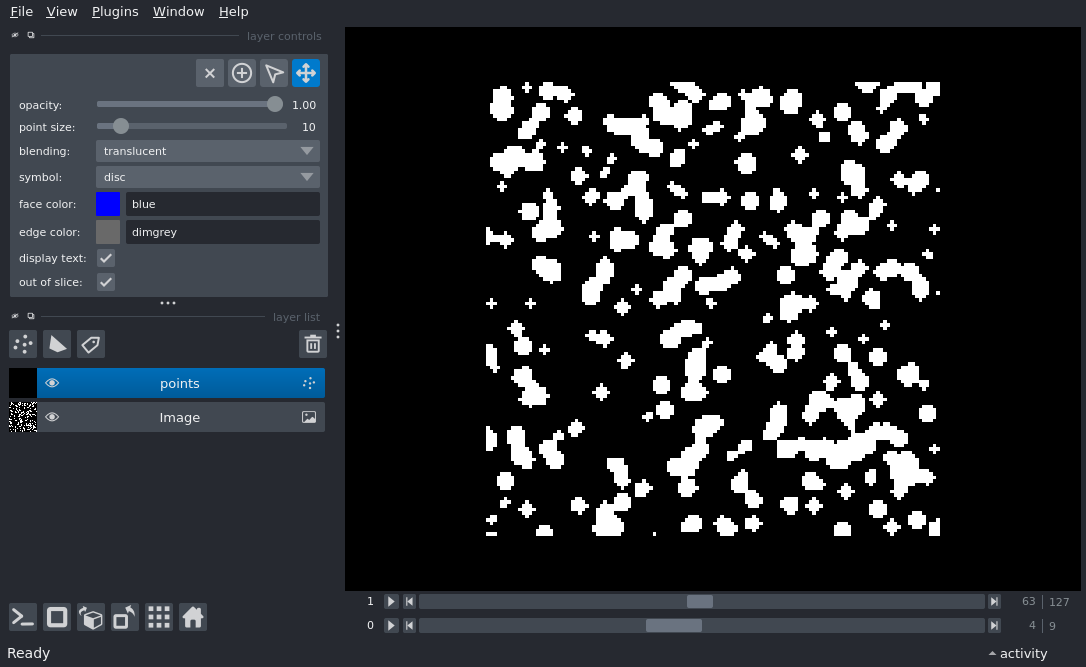 File View Plugins Window Help
layer controls
opacity: 1.00
point size: 10
blending: translucent
symbol: disc
face color: blue
edge color: dimgrey
display text:
out of slice:
layer list
points
Image
1 63 127
0 4 9
Ready activity